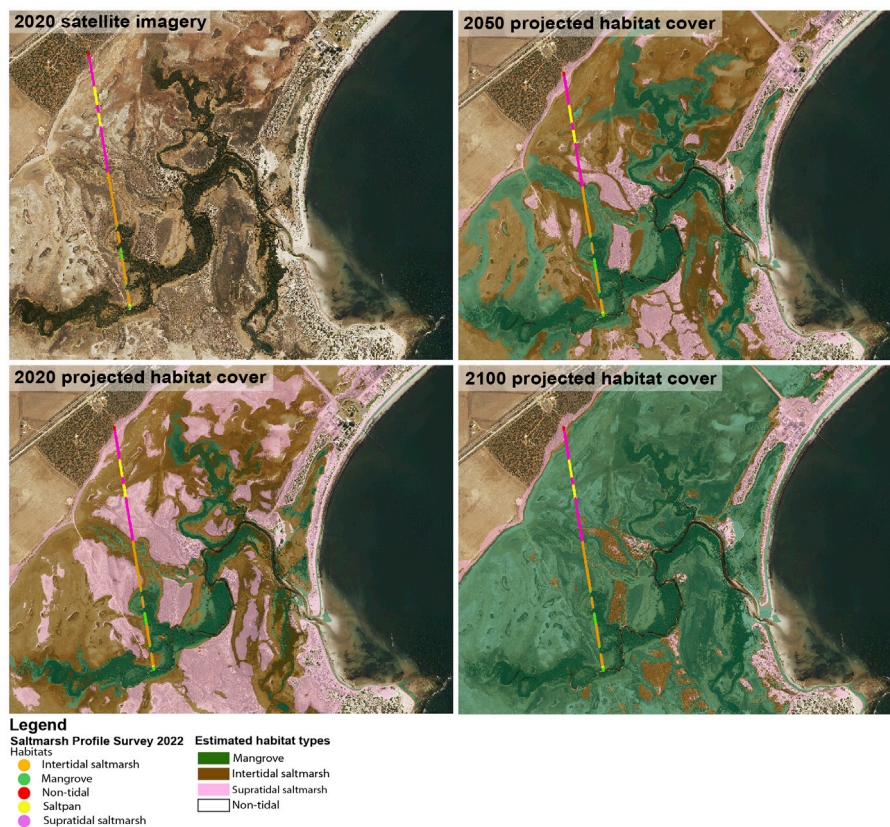 2020 satellite imagery
2050 projected habitat cover
2020 projected habitat cover
2100 projected habitat cover
Legend
Saltmarsh Profile Survey 2022
Habitats
Intertidal saltmarsh
Mangrove
Non-tidal
Saltpan
Supratidal saltmarsh
Estimated habitat types
Mangrove
Intertidal saltmarsh
Supratidal saltmarsh
Non-tidal